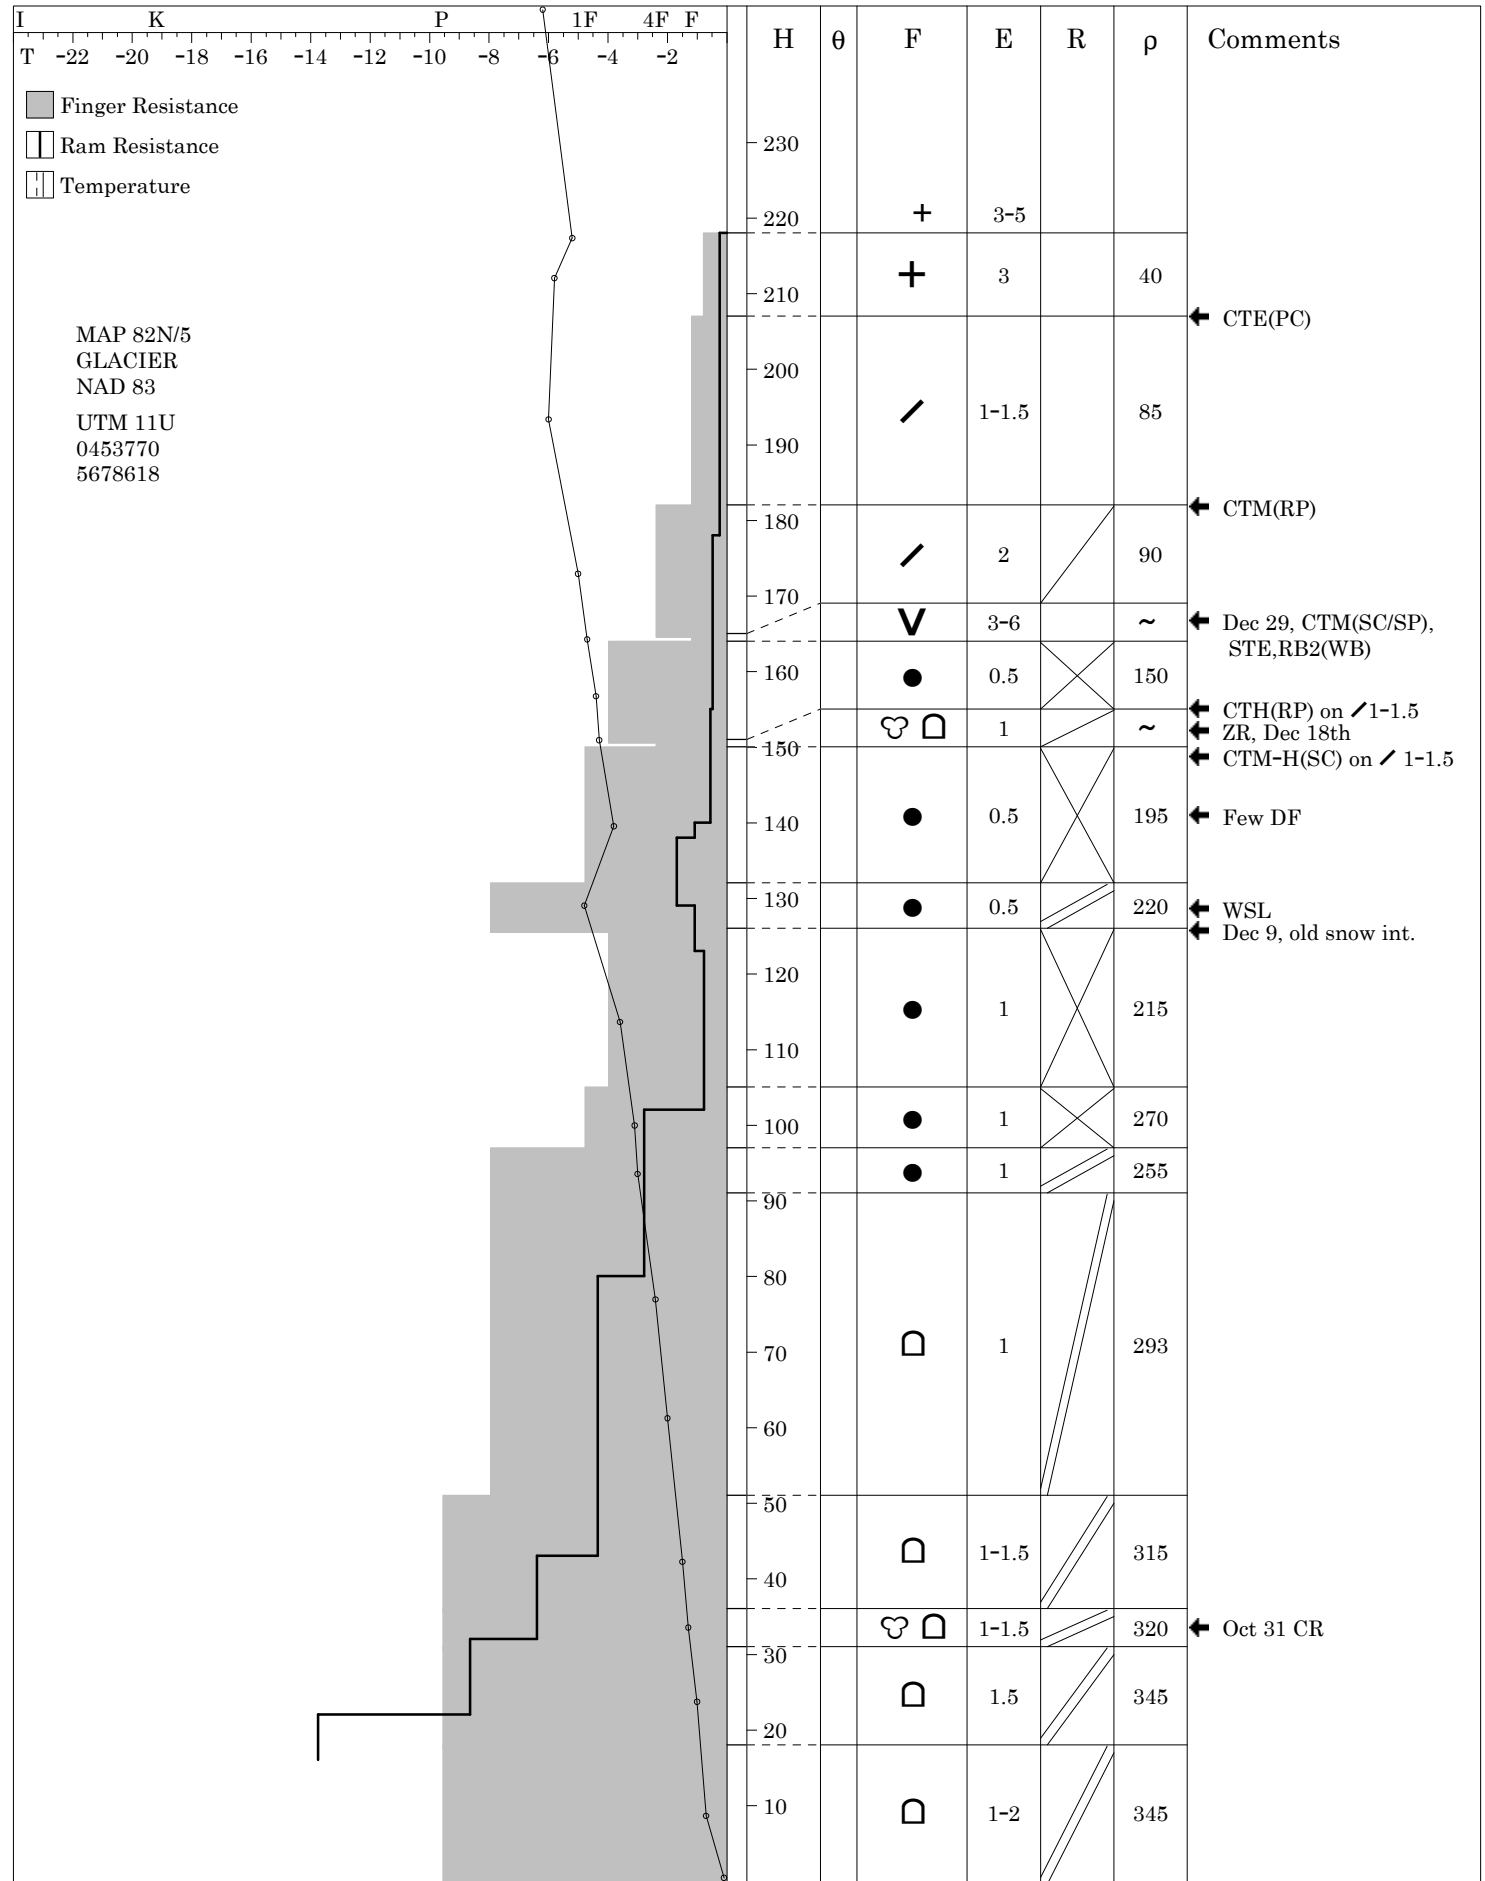 I K P 1F 4F F
T -22 -20 -18 -16 -14 -12 -10 -8 -6 -4 -2
H θ F E R ρ Comments
Finger Resistance
Ram Resistance
Temperature
MAP 82N/5
GLACIER
NAD 83
UTM 11U
0453770
5678618
230
220 + 3-5
210 + 3 40
CTE(PC)
200
1-1.5 85
190
CTM(RP)
180
2 90
170
V 3-6 ~ Dec 29, CTM(SC/SP),
STE,RB2(WB)
160 0.5 150
CTH(RP) on / 1-1.5
1 ~ ZR, Dec 18th
150
CTM-H(SC) on / 1-1.5
140 0.5 195 Few DF
130 0.5 220 WSL
Dec 9, old snow int.
120
1 215
110
100 1 270
1 255
90
80
70 1 293
60
50
1-1.5 315
40
1-1.5 320 Oct 31 CR
30
1.5 345
20
10 1-2 345